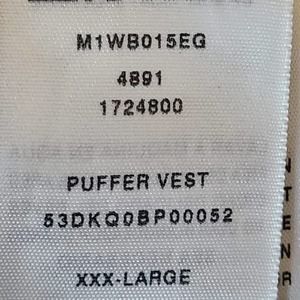 M1WB015EG
4891
1724800
PUFFER VEST
53DKQ0BP00052
XXX-LARGE